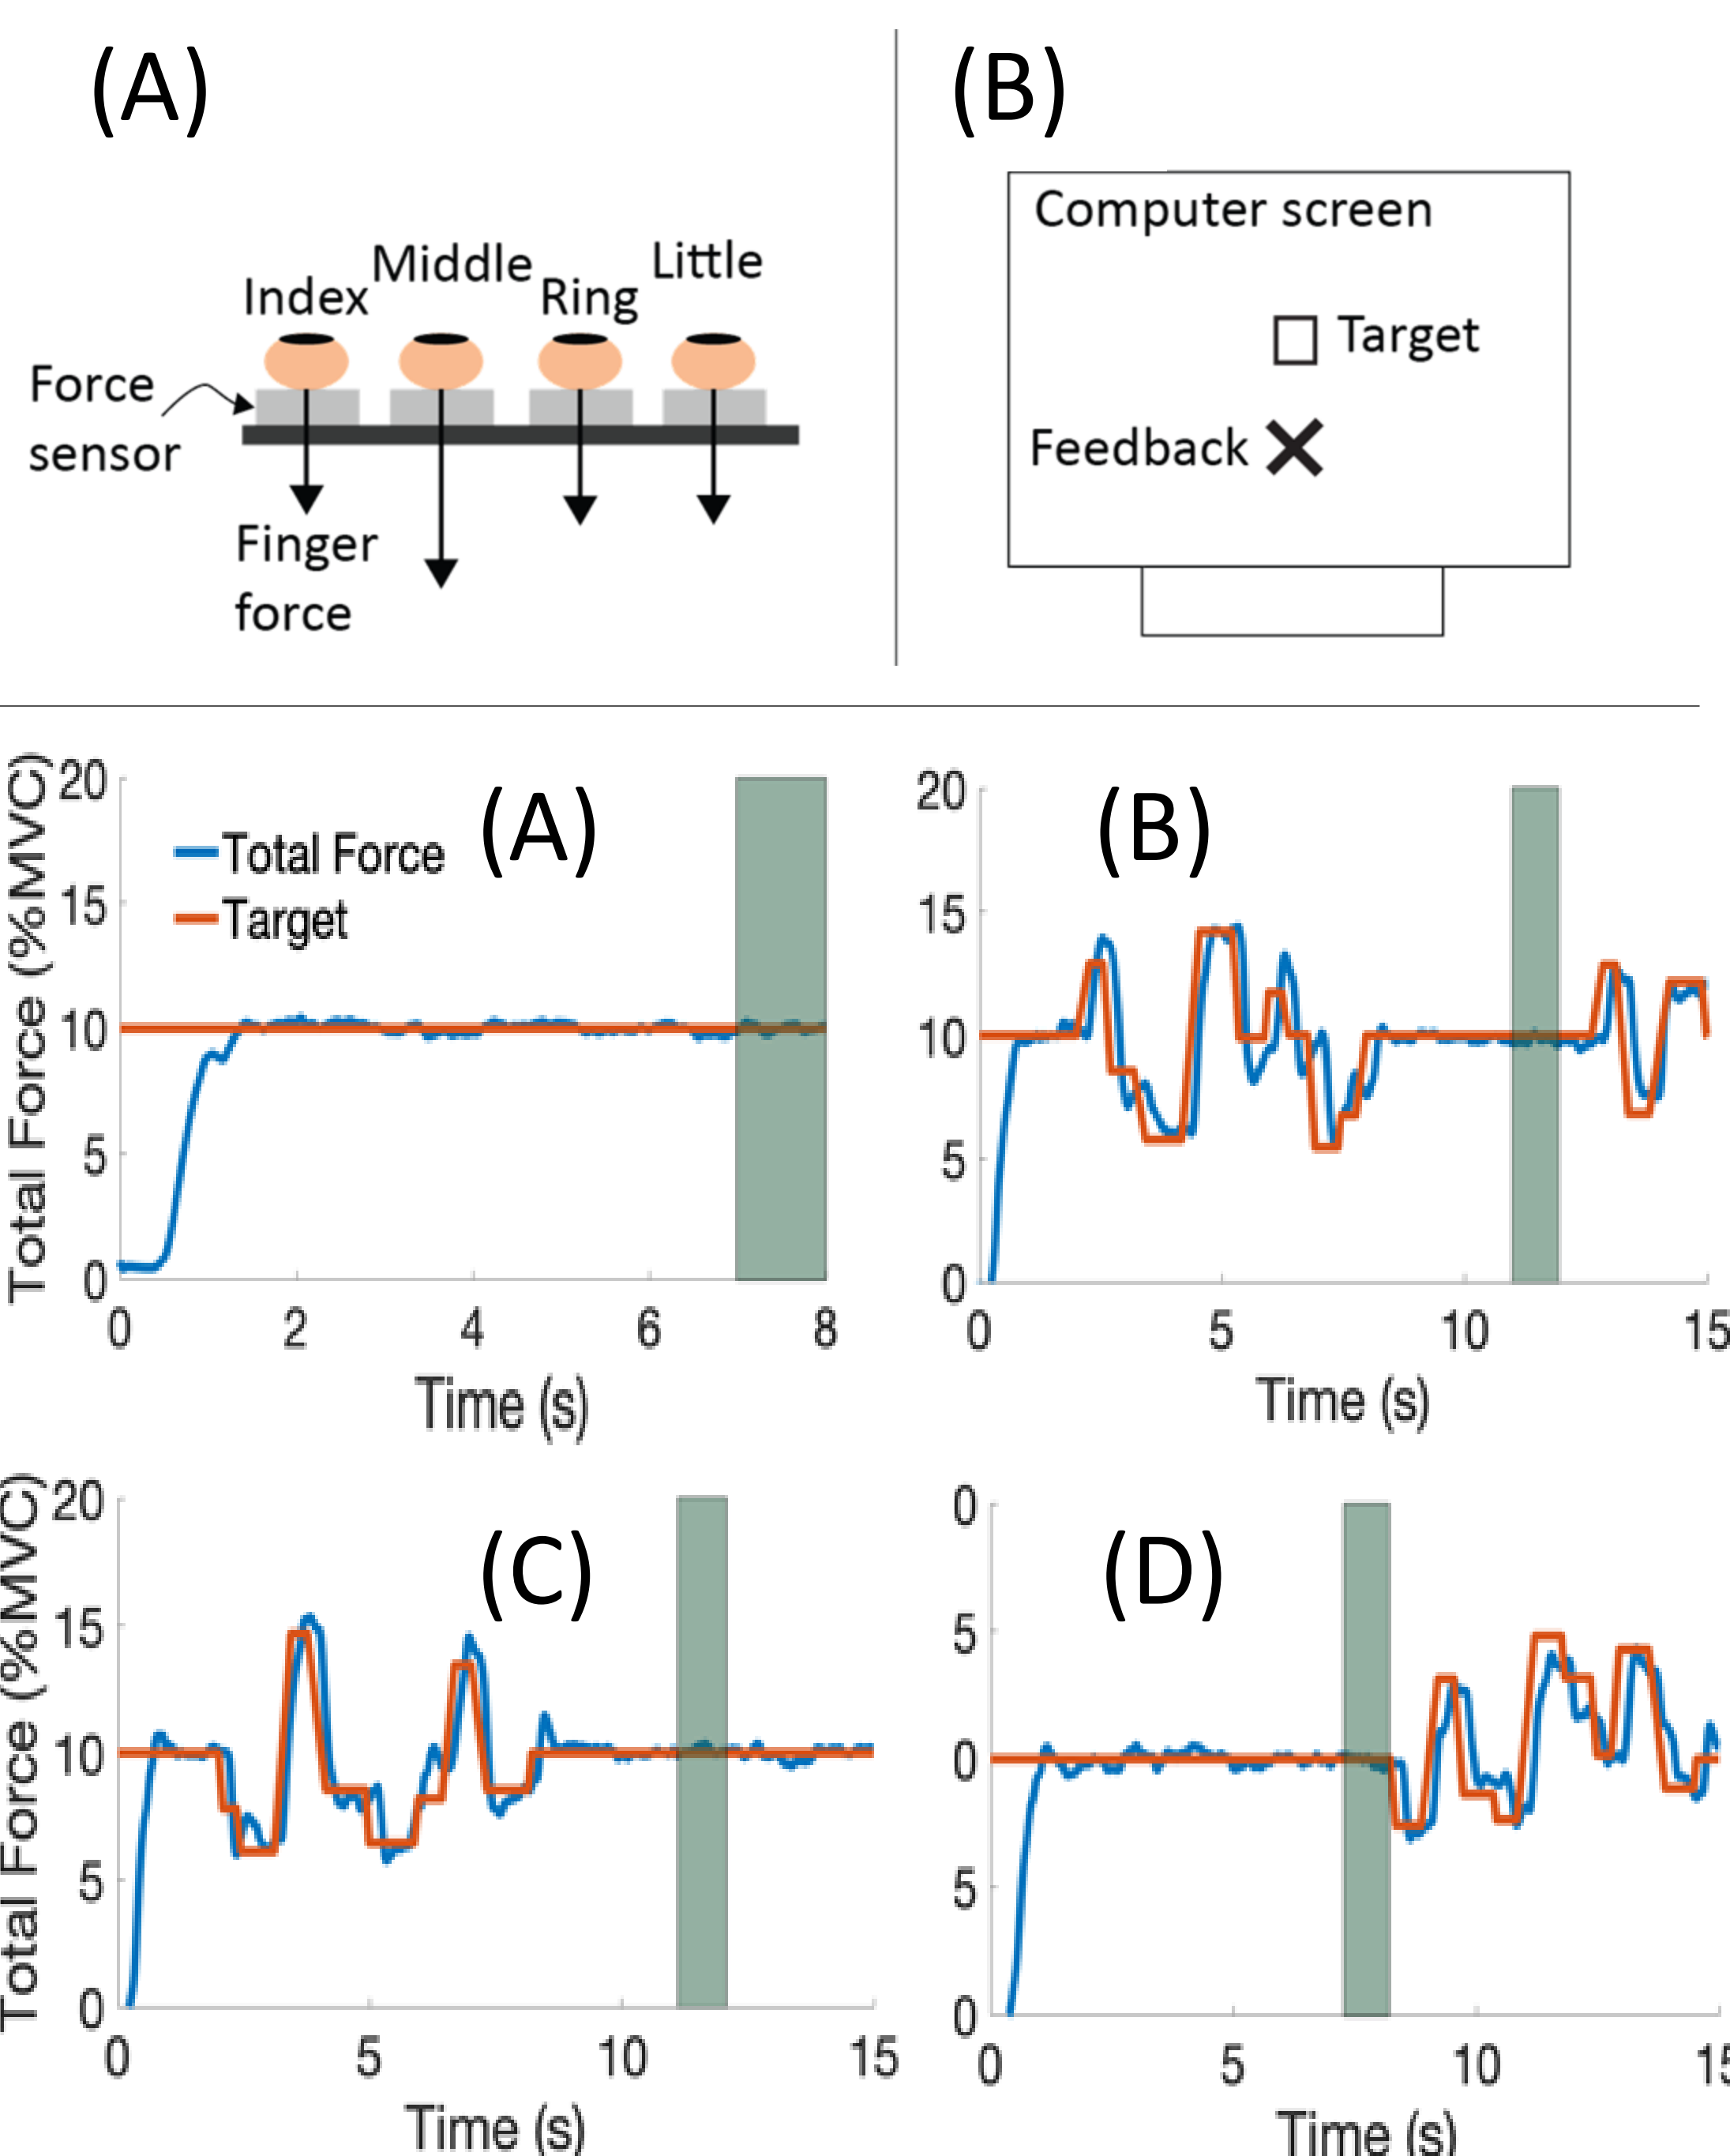 (A)
(B)
Computer screen
Target
Feedback
Index
Middle
Ring
Little
Force
sensor
Finger
force
Total Force (%MVC)
20
15
10
5
0
(A)
Total Force
Target
0 2 4 6 8
Time (s)
20
15
10
5
0
(B)
0 5 10 15
Time (s)
Total Force (%MVC)
20
15
10
5
0
(C)
0 5 10 15
Time (s)
0
5
0
5
0
(D)
0 5 10 15
Time (s)